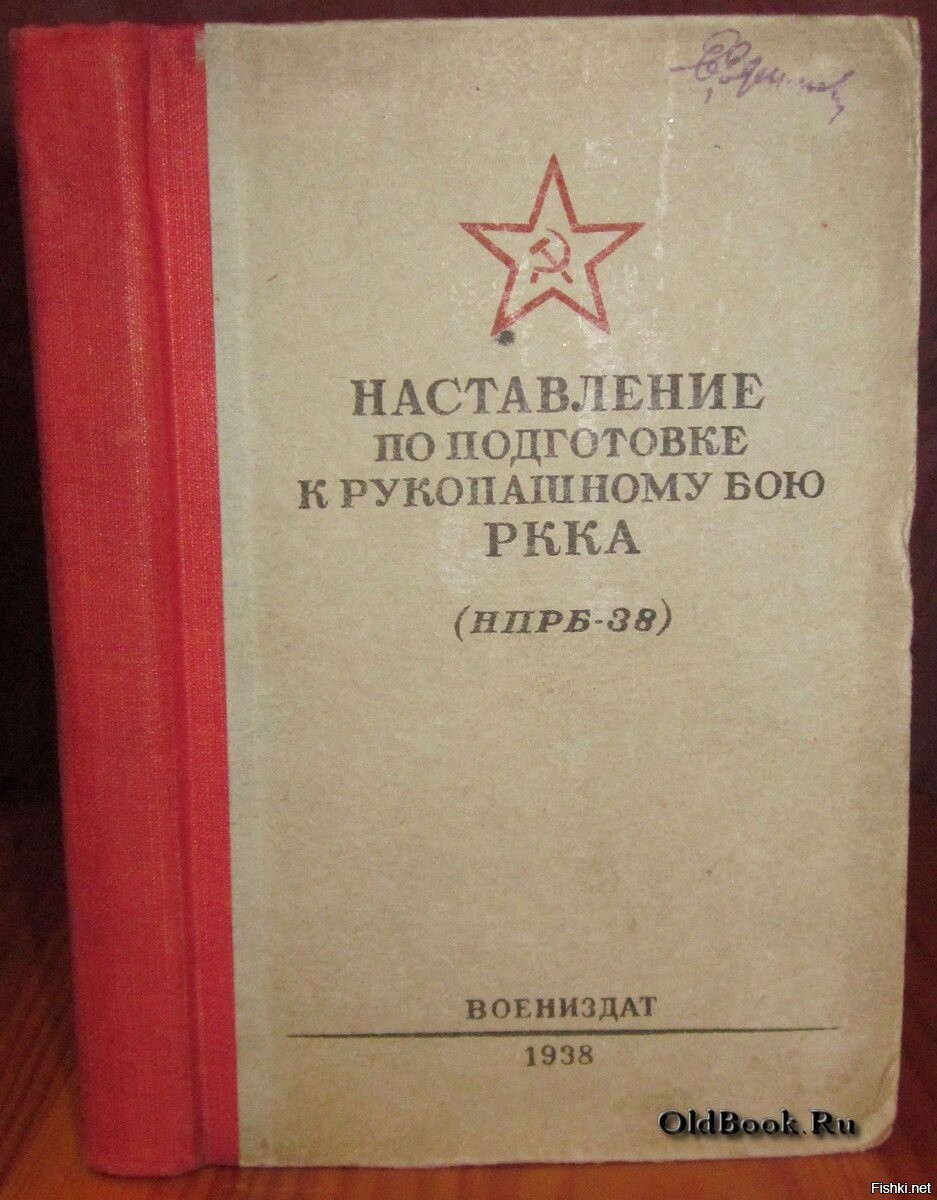 НАСТАВЛЕНИЕ
ПО ПОДГОТОВКЕ
К РУКОПАШНОМУ БОЮ
РККА
(НПРБ-38)
ВОЕНИЗДАТ
1938
OldBook.Ru
Fishki.net